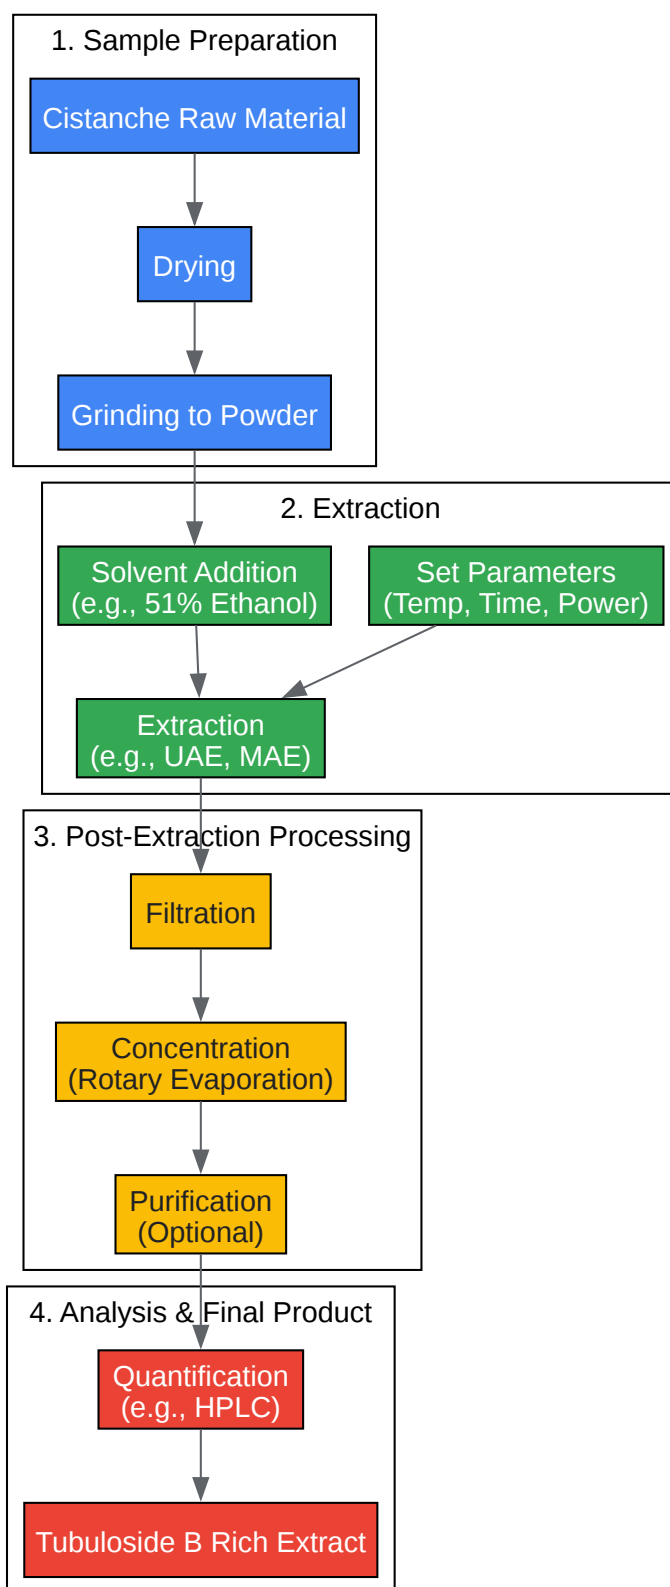 1. Sample Preparation
Cistanche Raw Material
Drying
Grinding to Powder
2. Extraction
Solvent Addition
(e.g., 51% Ethanol)
Set Parameters
(Temp, Time, Power)
Extraction
(e.g., UAE, MAE)
3. Post-Extraction Processing
Filtration
Concentration
(Rotary Evaporation)
Purification
(Optional)
4. Analysis & Final Product
Quantification
(e.g., HPLC)
Tubuloside B Rich Extract